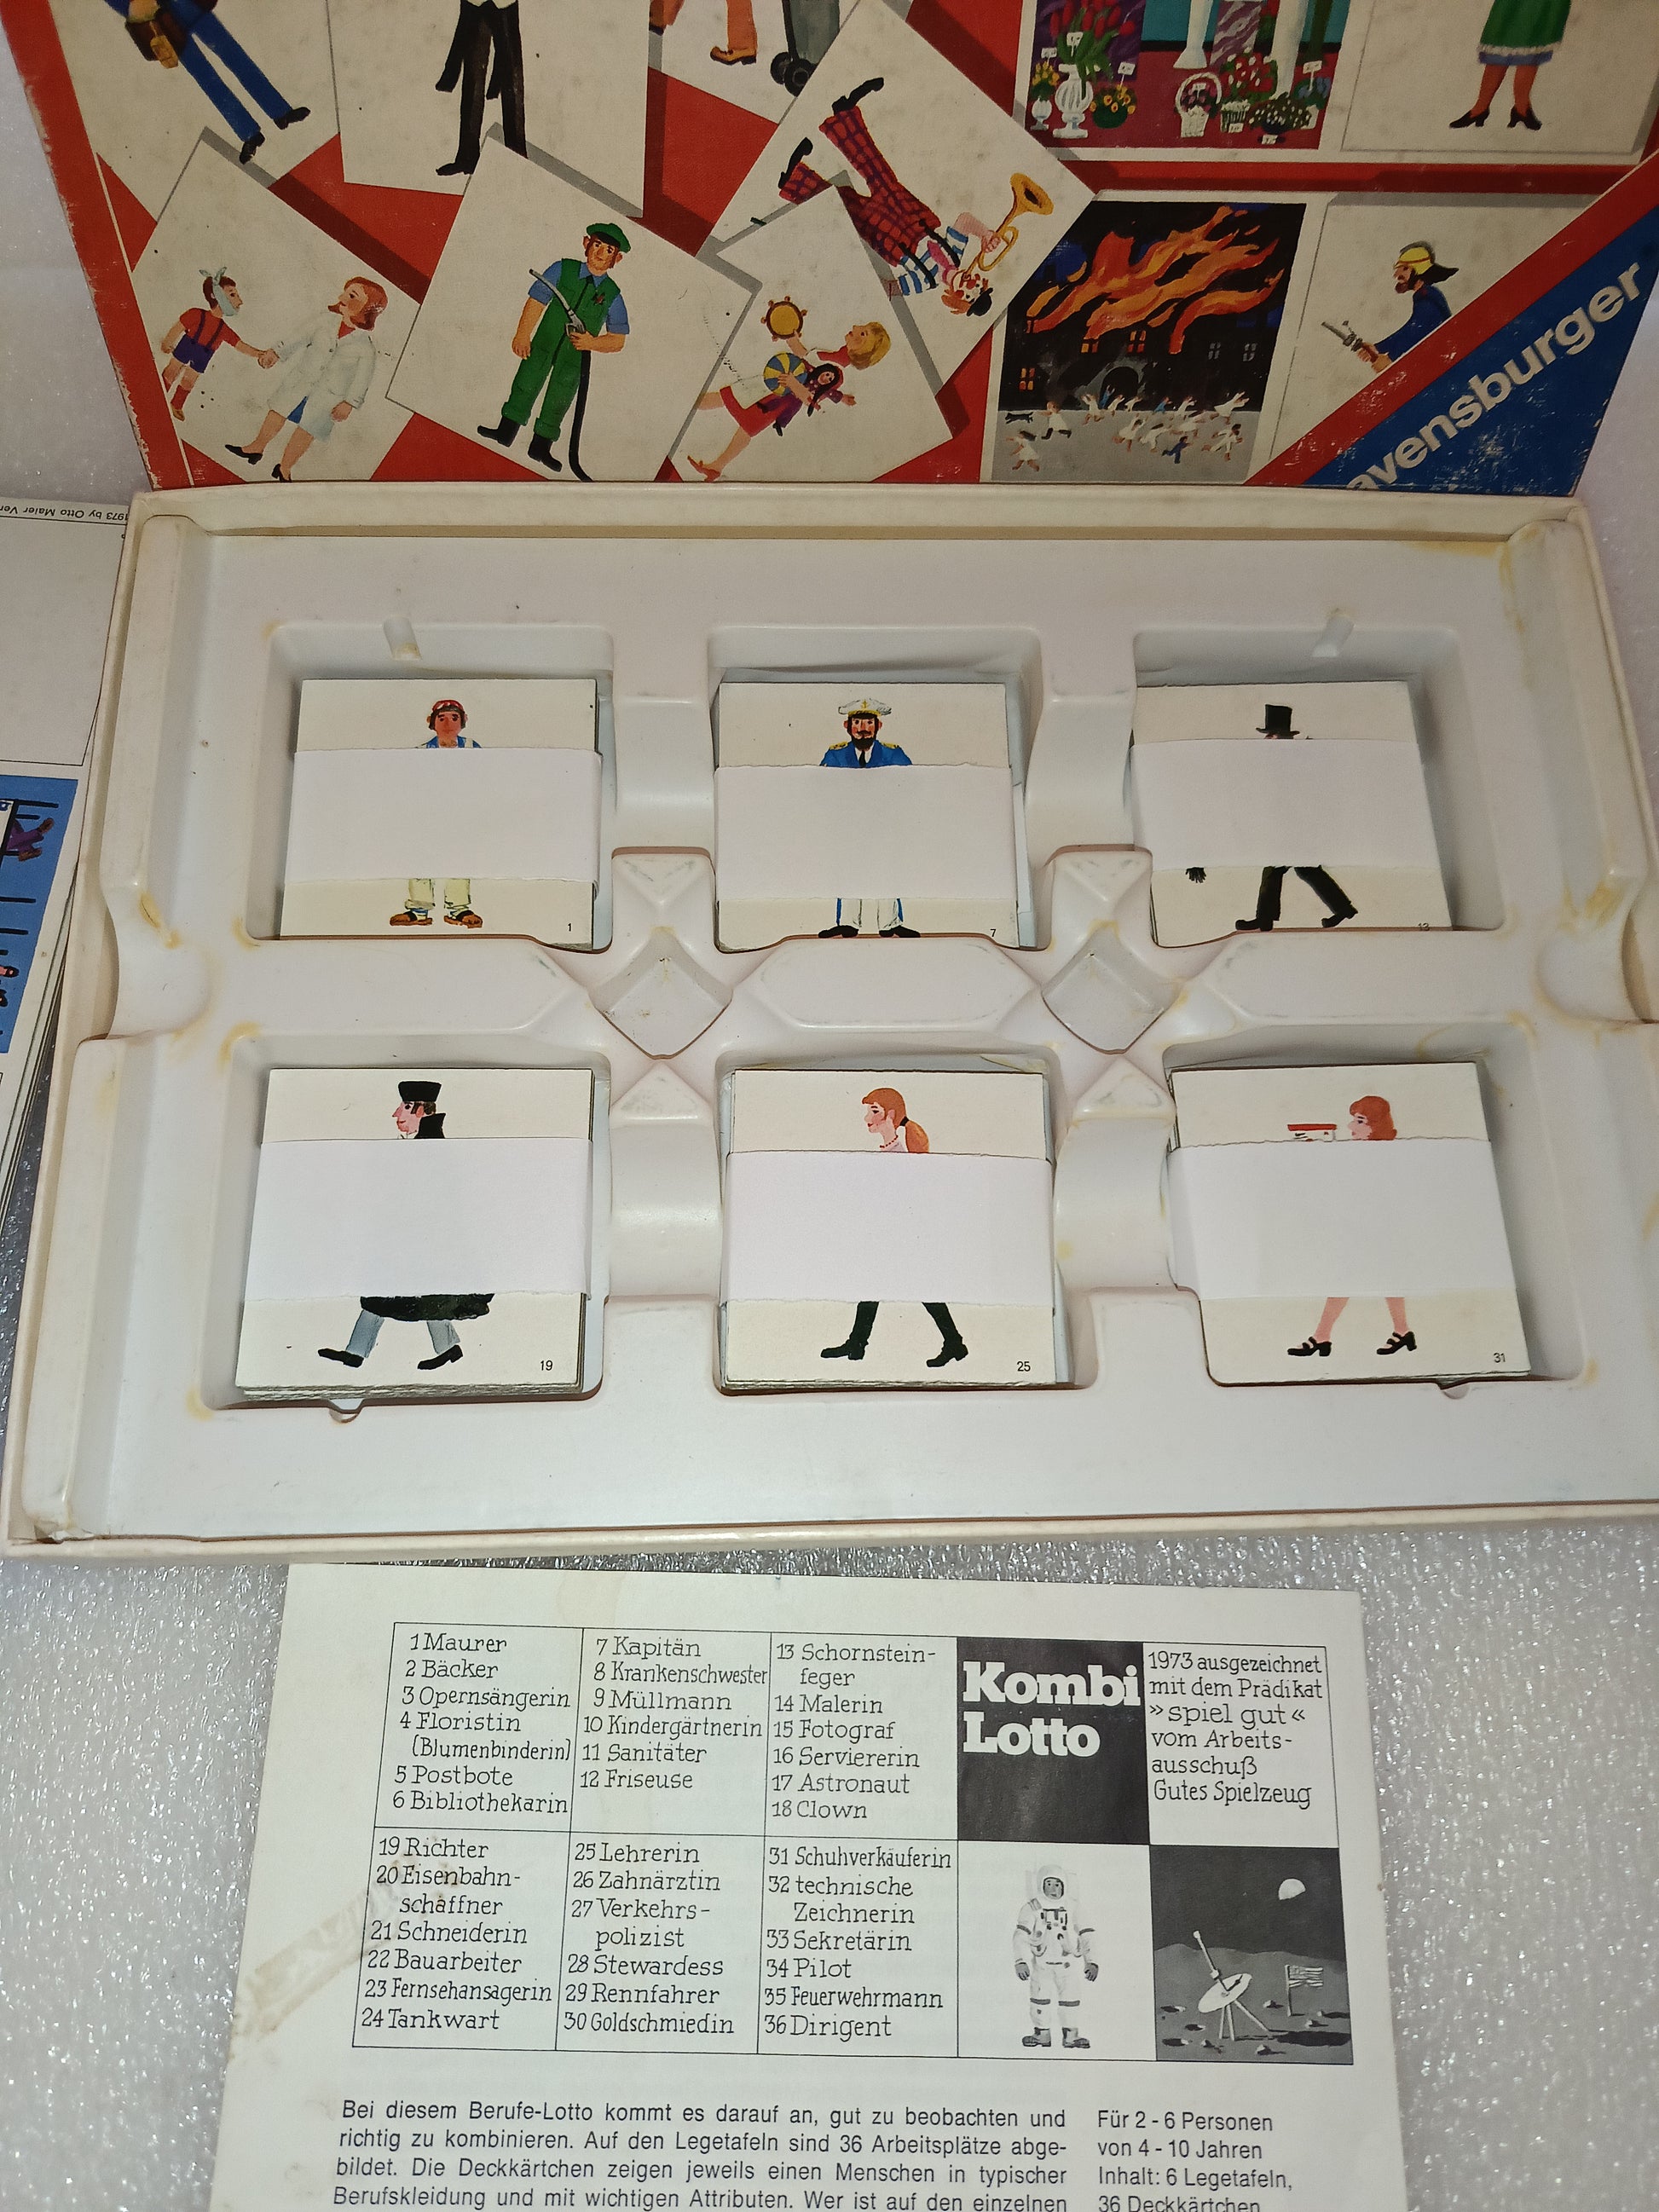 avensburger
1973 by Otto Maier Ver
1
7
13
19
25
31
1 Maurer
2 Bäcker
3 Opernsängerin
4 Floristin
(Blumenbinderin)
5 Postbote
6 Bibliothekarin
7 Kapitän
8 Krankenschwester
9 Müllmann
10 Kindergärtnerin
11 Sanitäter
12 Friseuse
13 Schornstein-
feger
14 Malerin
15 Fotograf
16 Serviererin
17 Astronaut
18 Clown
Kombi
Lotto
1973 ausgezeichnet
mit dem Prädikat
»spiel gut«
vom Arbeits-
ausschuß
Gutes Spielzeug
19 Richter
20 Eisenbahn-
schaffner
21 Schneiderin
22 Bauarbeiter
23 Fernsehansagerin
24 Tankwart
25 Lehrerin
26 Zahnärztin
27 Verkehrs-
polizist
28 Stewardess
29 Rennfahrer
30 Goldschmiedin
31 Schuhverkäuferin
32 technische
Zeichnerin
33 Sekretärin
34 Pilot
35 Feuerwehrmann
36 Dirigent
Bei diesem Berufe-Lotto kommt es darauf an, gut zu beobachten und
richtig zu kombinieren. Auf den Legetafeln sind 36 Arbeitsplätze abge-
bildet. Die Deckkärtchen zeigen jeweils einen Menschen in typischer
Berufskleidung und mit wichtigen Attributen. Wer ist auf den einzelnen
Für 2 - 6 Personen
von 4 - 10 Jahren
Inhalt: 6 Legetafeln,
36 Deckkärtchen